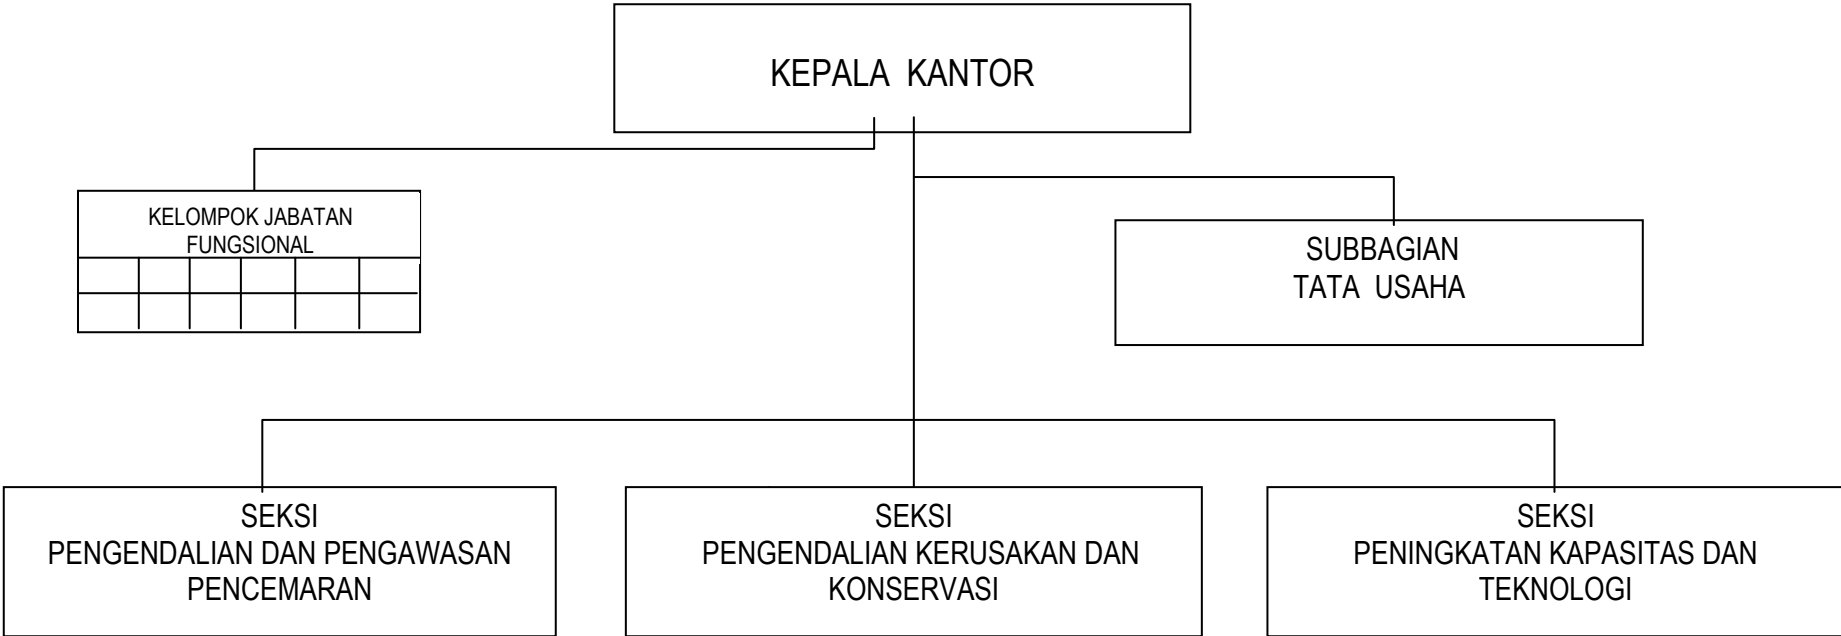 KEPALA KANTOR
KELOMPOK JABATAN
FUNGSIONAL
SUBBAGIAN
TATA USAHA
SEKSI
PENGENDALIAN DAN PENGAWASAN
PENCEMARAN
SEKSI
PENGENDALIAN KERUSAKAN DAN
KONSERVASI
SEKSI
PENINGKATAN KAPASITAS DAN
TEKNOLOGI